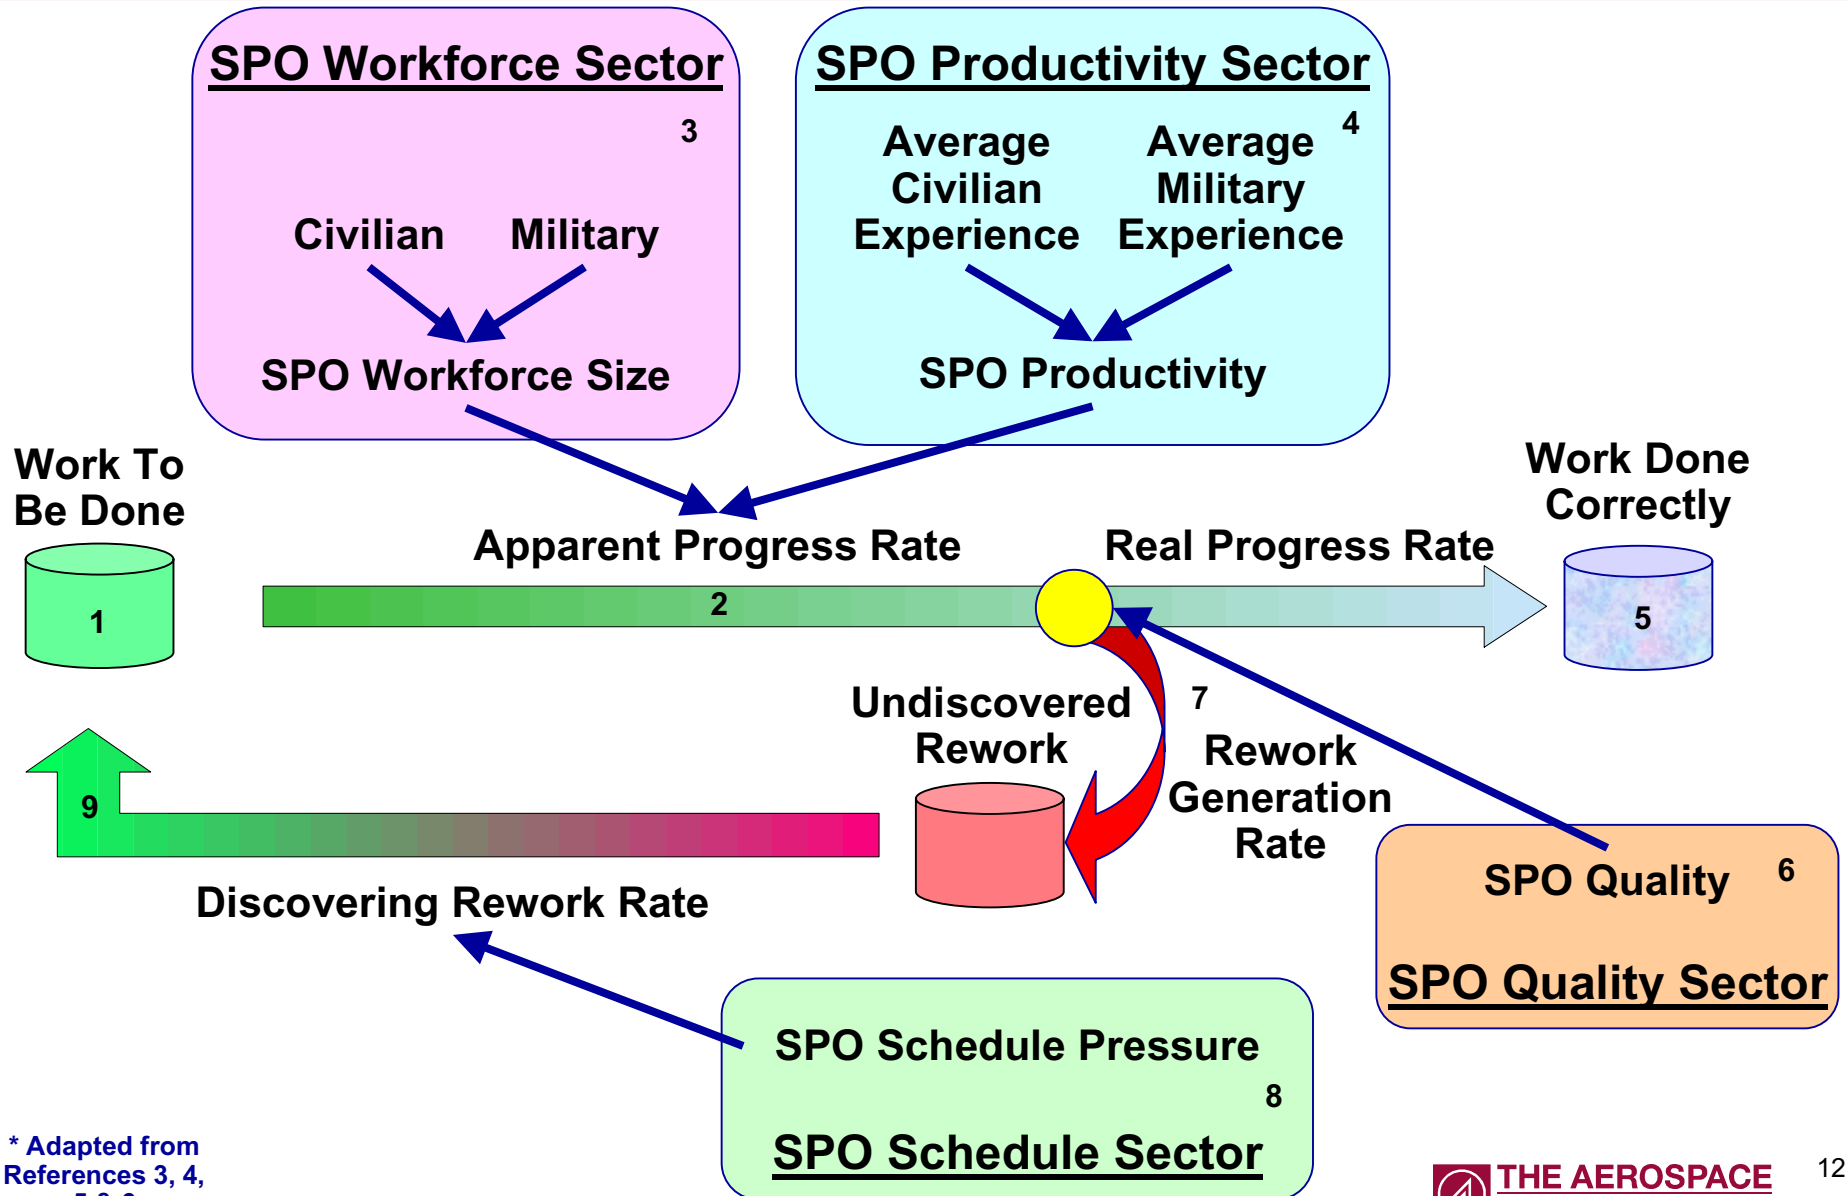 SPO Workforce Sector
3
Civilian
Military
SPO Workforce Size
SPO Productivity Sector
4
Average
Civilian
Experience
Average
Military
Experience
SPO Productivity
Work To
Be Done
1
Apparent Progress Rate
2
Real Progress Rate
Work Done
Correctly
5
Undiscovered
Rework
7
Rework
Generation
Rate
9
Discovering Rework Rate
SPO Quality
6
SPO Quality Sector
SPO Schedule Pressure
8
SPO Schedule Sector
* Adapted from
References 3, 4,
THE AEROSPACE
12